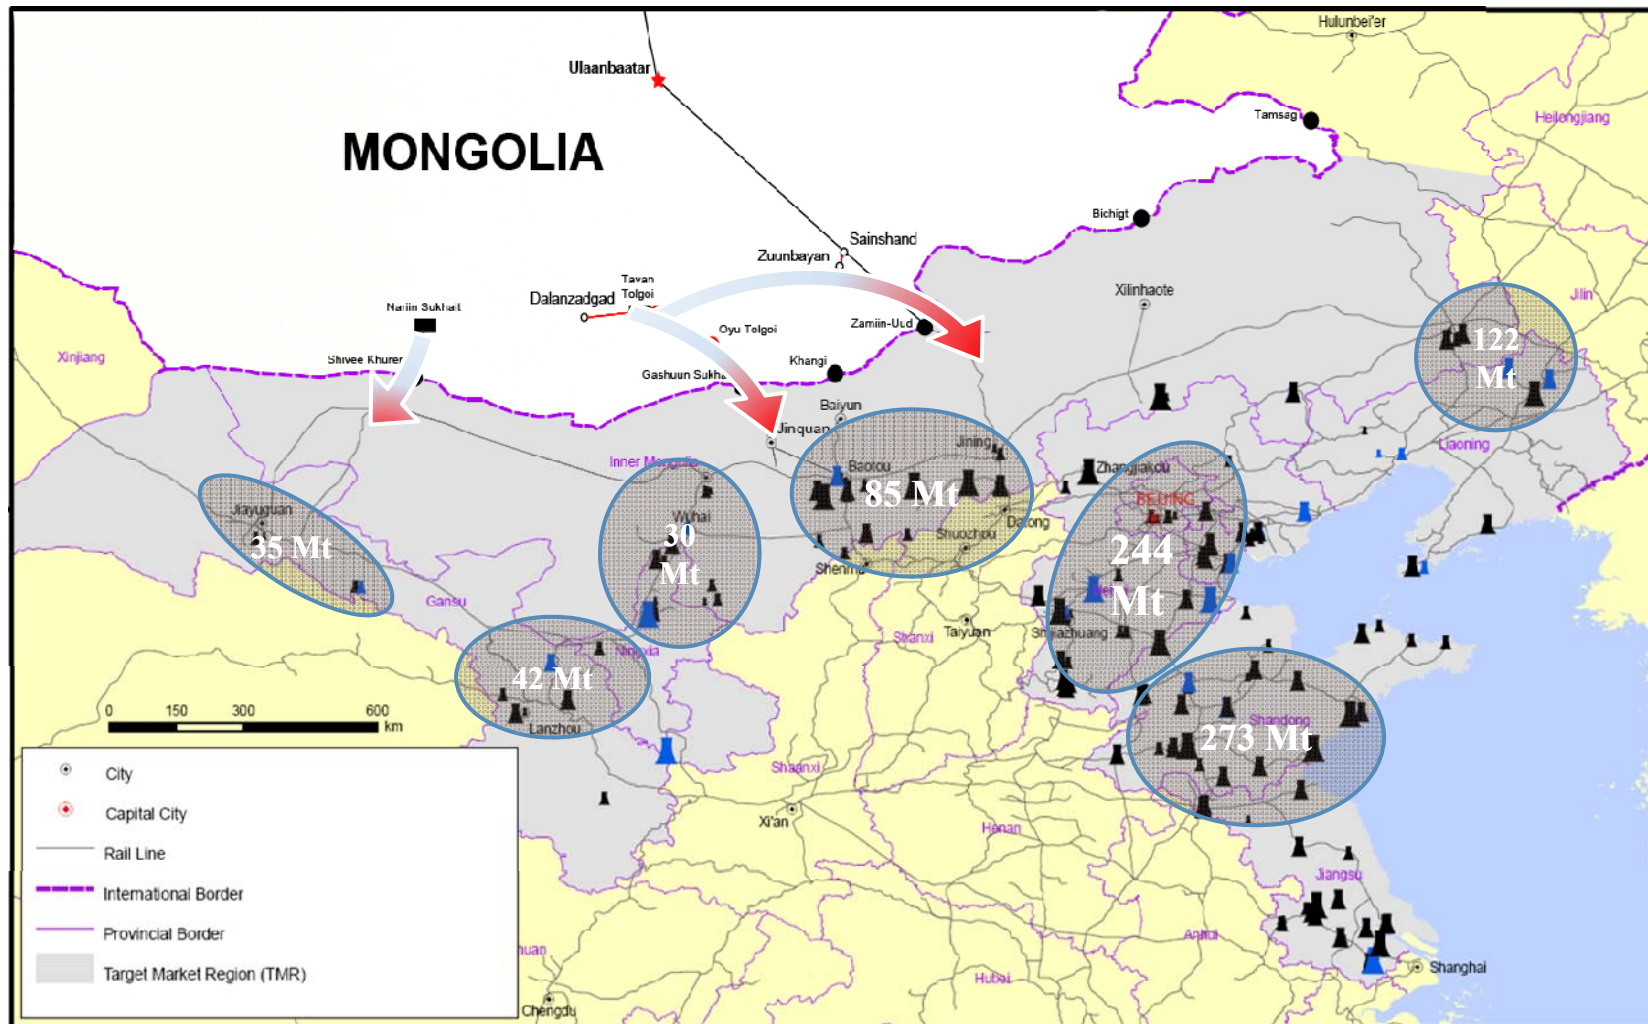 Hulunbei'er
Ulaanbaatar
Tamsag
Heilongjiang
MONGOLIA
Bichigt
Sainshand
Zuunbayan
Tavan
Tolgoi
Dalanzadgad
Xilinhaote
Jilin
Nariin Sukhait
Zamiin-Uud
Oyu Tolgoi
122
Mt
Xinjiang
Shivee Khuren
Khangi
Gashuun Sukha
Baiyun
Jinquan
Jining
Liaoning
Inner Mongolia
Baotou
Zhangjiakou
85 Mt
BEIJING
Jiayuguan
Wuhai
Datong
35 Mt
30
Mt
Shuozhou
244
Mt
Shenmu
Gansu
Taiyuan
Shanxi
Shijiazhuang
Ningxia
42 Mt
Lanzhou
Shandong
273 Mt
0 150 300 600
km
Shaanxi
Xi'an
Henan
Jiangsu
Anhui
huan
Hubei
Shanghai
Chengdu
City
Capital City
Rail Line
International Border
Provincial Border
Target Market Region (TMR)